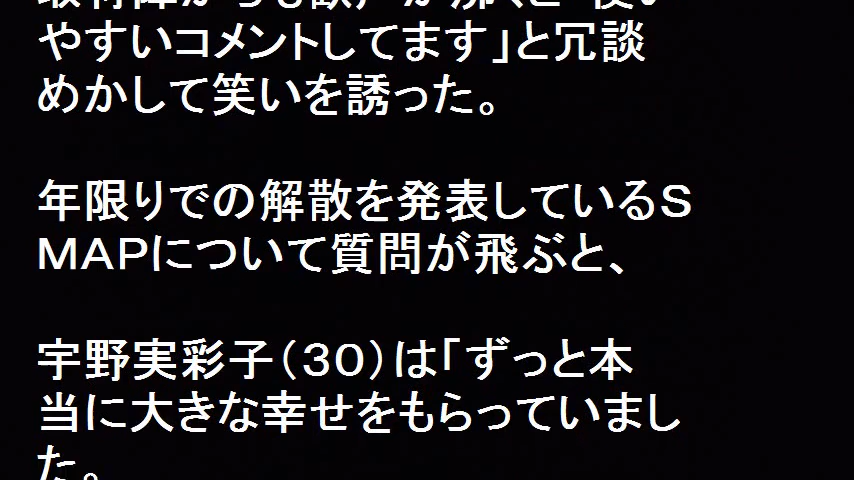 やすいコメントしてます」と冗談
めかして笑いを誘った。
年限りでの解散を発表しているＳ
ＭＡＰについて質問が飛ぶと、
宇野実彩子（３０）は「ずっと本
当に大きな幸せをもらっていまし
た。